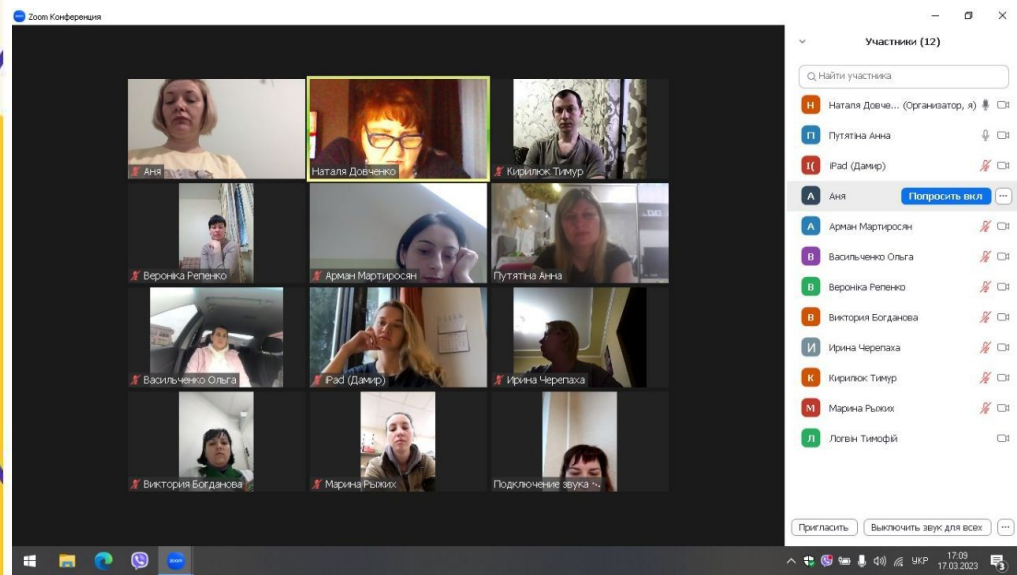 Zoom Конференция
Аня
Наталя Довченко
Кирилюк Тимур
Вероніка Репенко
Арман Мартиросян
Путятіна Анна
Васильченко Ольга
iPad (Дамир)
Ирина Черепаха
Виктория Богданова
Марина Рыжих
Подключение звука
Участники (12)
Найти участника
Н Наталя Довче... (Организатор, я)
П Путятіна Анна
I( iPad (Дамир)
А Аня Попросить вкл ...
А Арман Мартиросян
В Васильченко Ольга
В Вероніка Репенко
В Виктория Богданова
И Ирина Черепаха
К Кирилюк Тимур
М Марина Рыжих
Л Логвін Тимофій
Пригласить Выключить звук для всех ...
zoom
УКР
17:09
17.03.2023
3